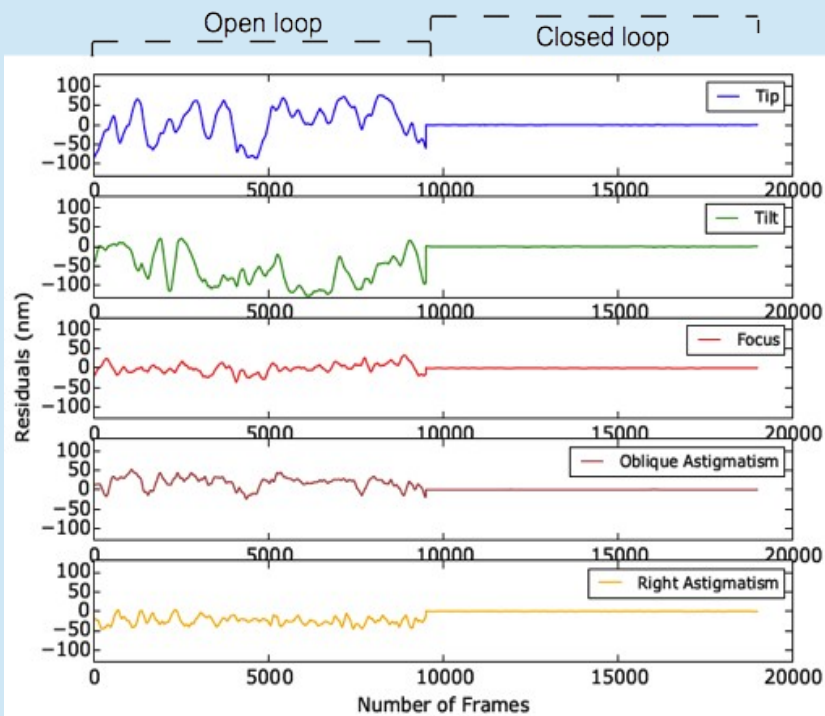 Open loop
Closed loop
100
50
0
−50
−100
Tip
0 5000 10000 15000 20000
100
50
0
−50
−100
Tilt
0 5000 10000 15000 20000
100
50
0
−50
−100
Focus
0 5000 10000 15000 20000
100
50
0
−50
−100
Oblique Astigmatism
0 5000 10000 15000 20000
100
50
0
−50
−100
Right Astigmatism
0 5000 10000 15000 20000
Residuals (nm)
Number of Frames